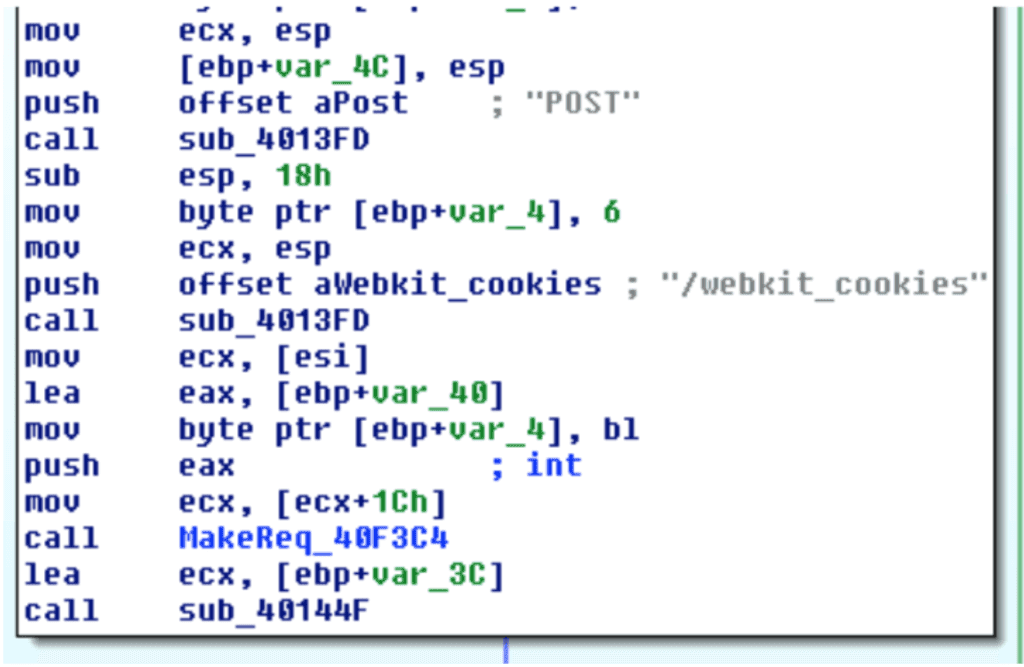 mov ecx, esp
mov [ebp+var_4C], esp
push offset aPost ; "POST"
call sub_4013FD
sub esp, 18h
mov byte ptr [ebp+var_4], 6
mov ecx, esp
push offset aWebkit_cookies ; "/webkit_cookies"
call sub_4013FD
mov ecx, [esi]
lea eax, [ebp+var_40]
mov byte ptr [ebp+var_4], bl
push eax ; int
mov ecx, [ecx+1Ch]
call MakeReq_40F3C4
lea ecx, [ebp+var_3C]
call sub_40144F